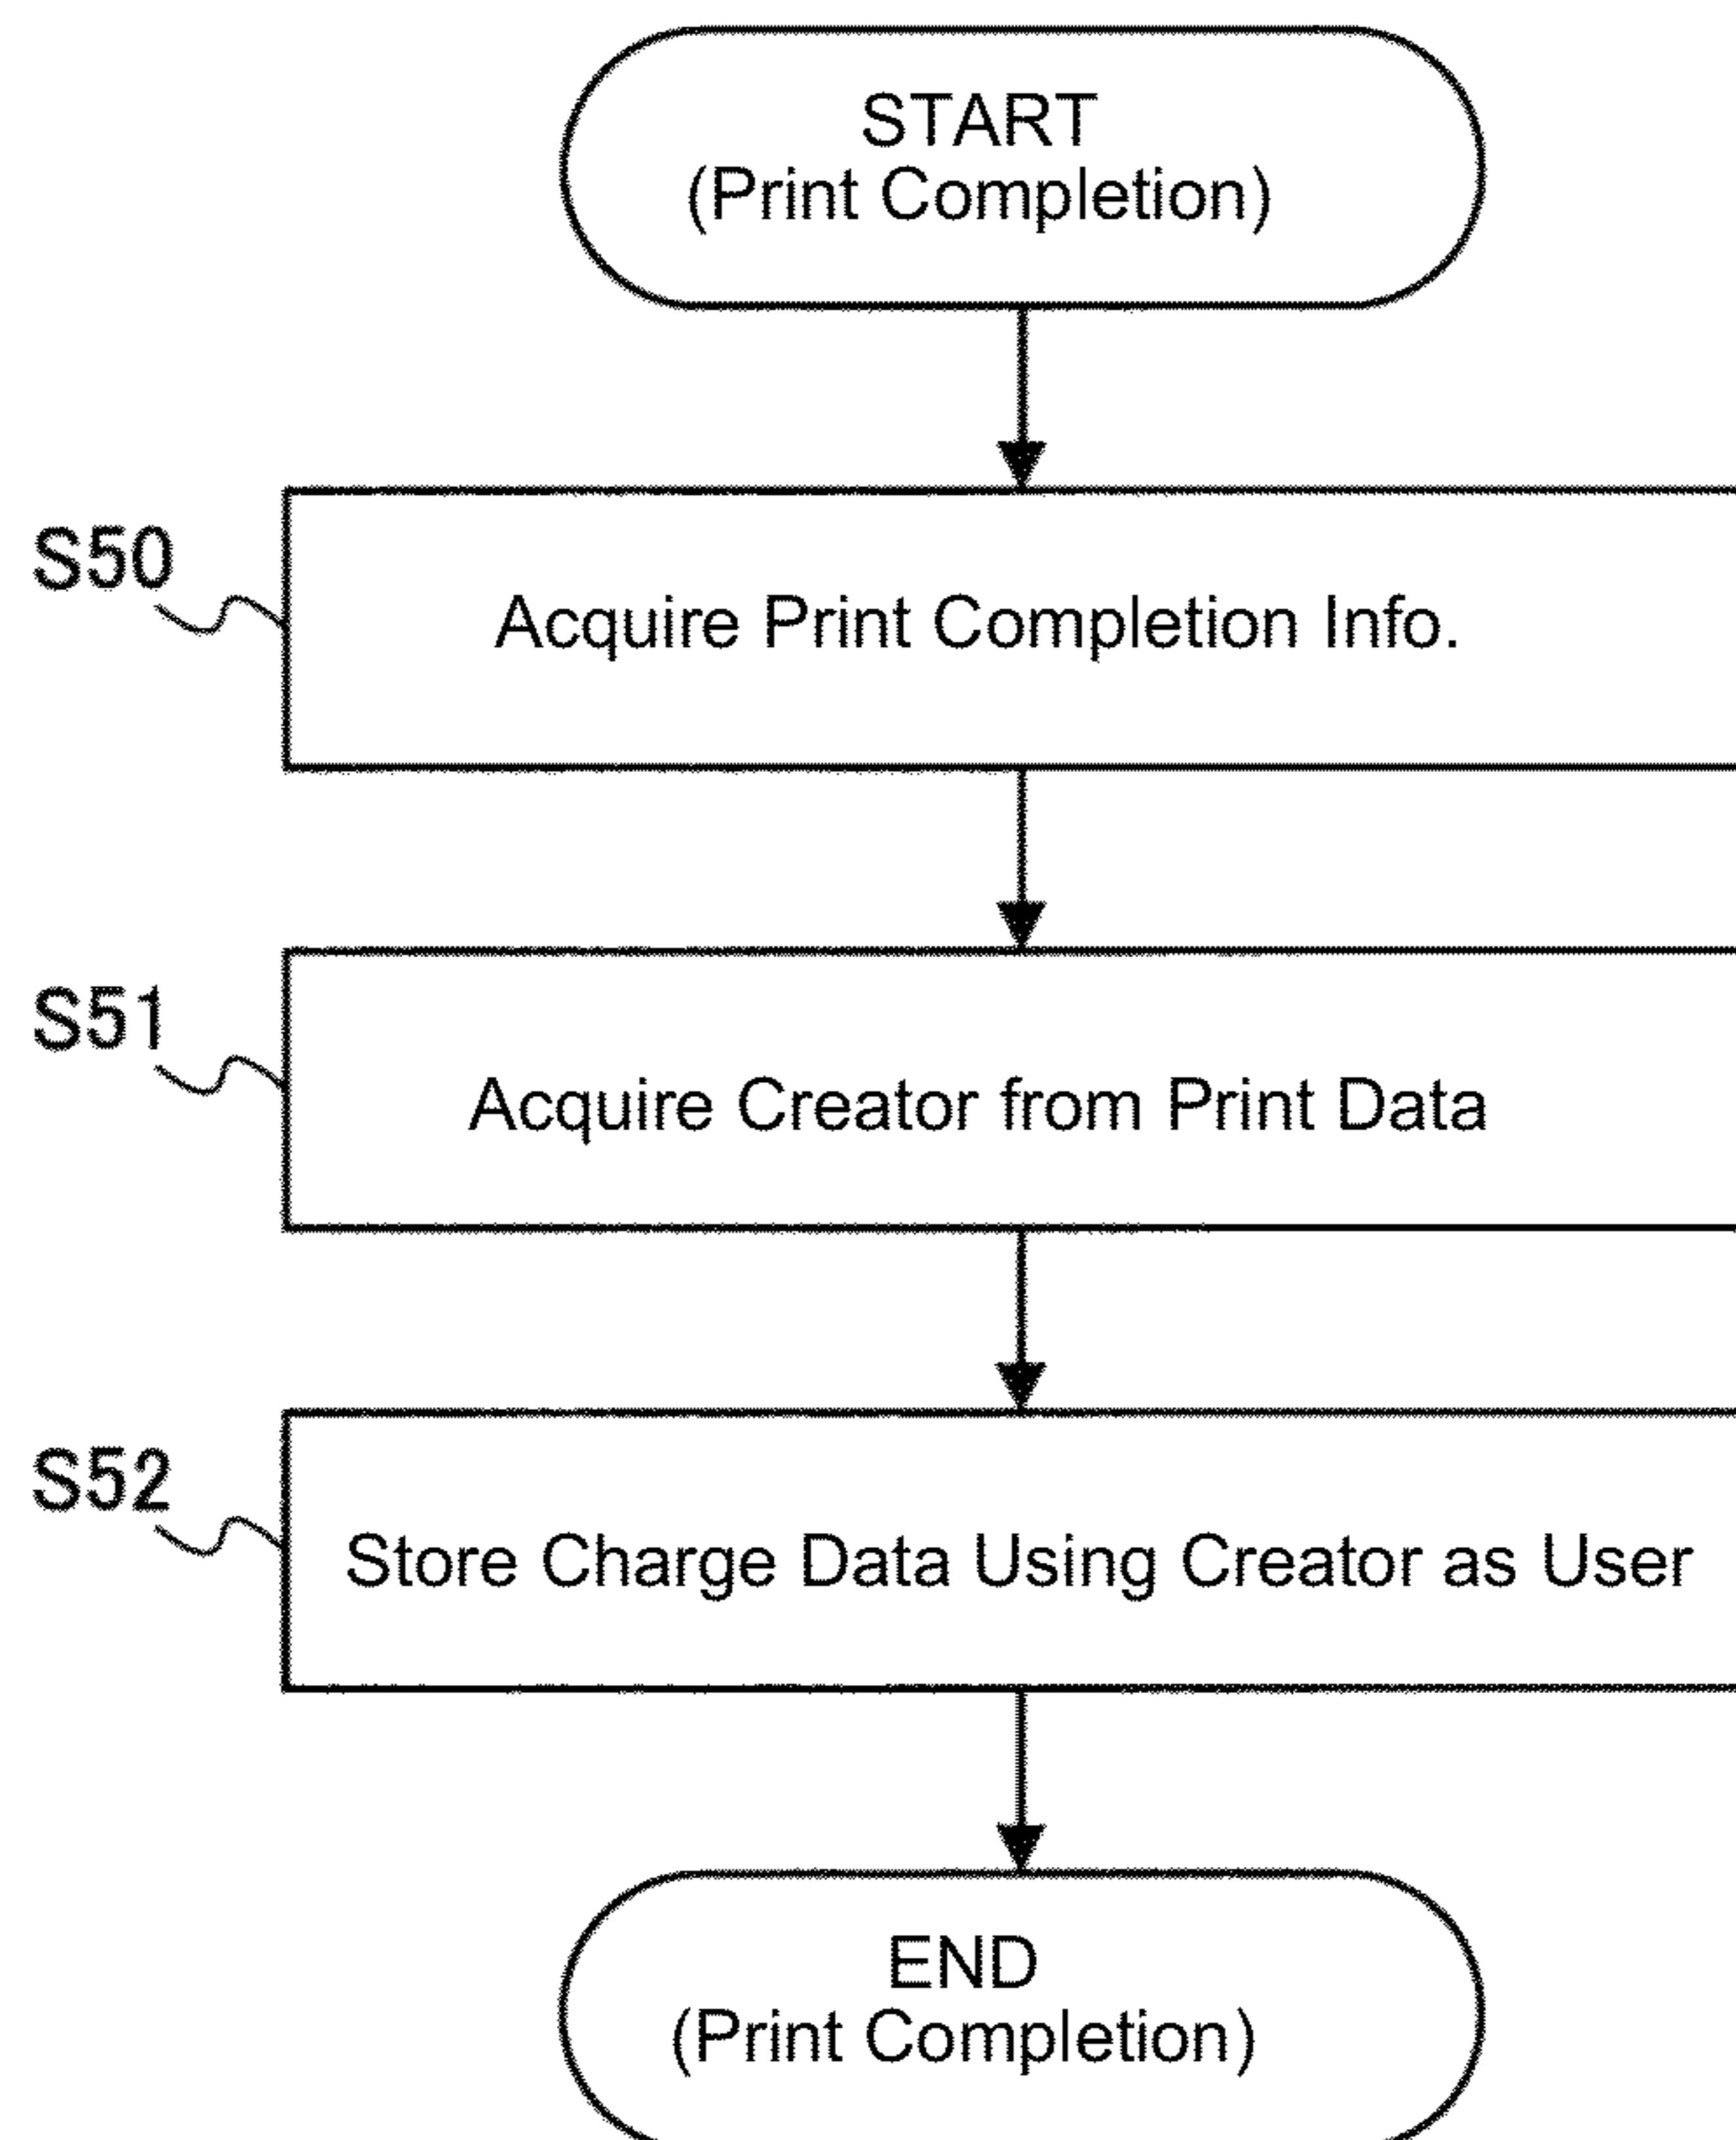 START
(Print Completion)
S50
Acquire Print Completion Info.
S51
Acquire Creator from Print Data
S52
Store Charge Data Using Creator as User
END
(Print Completion)